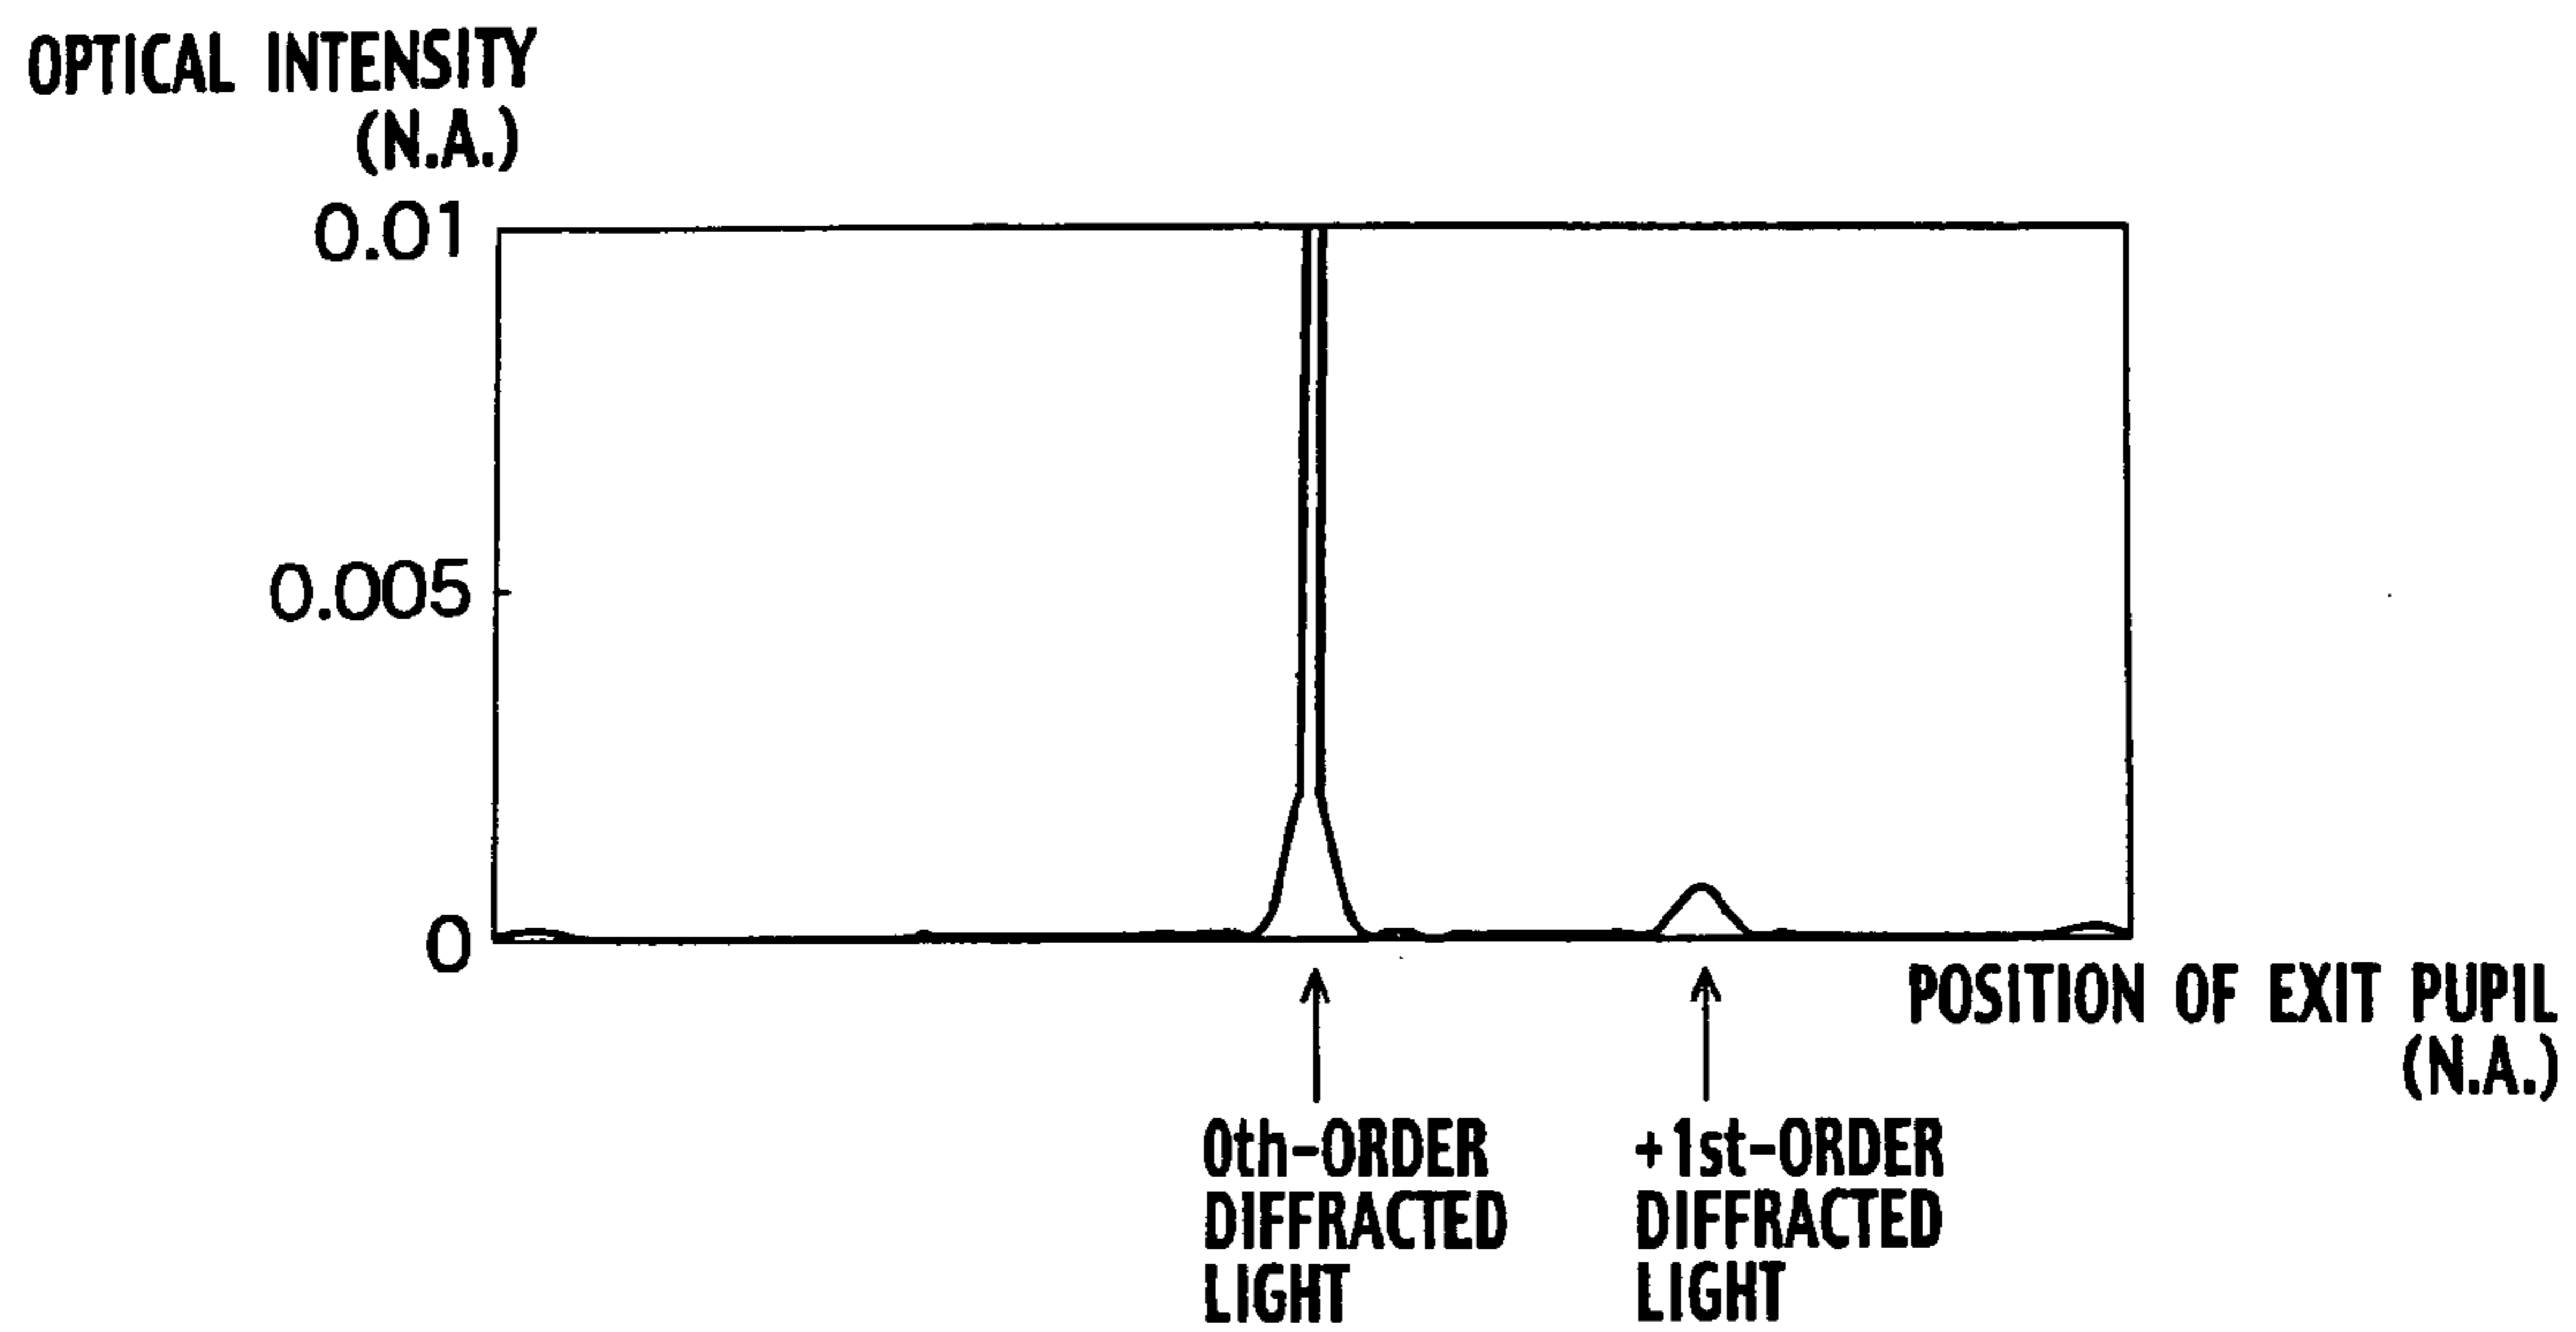 OPTICAL INTENSITY
(N.A.)
0.01
0.005
0
POSITION OF EXIT PUPIL
(N.A.)
0th-ORDER
DIFFRACTED
LIGHT
+1st-ORDER
DIFFRACTED
LIGHT